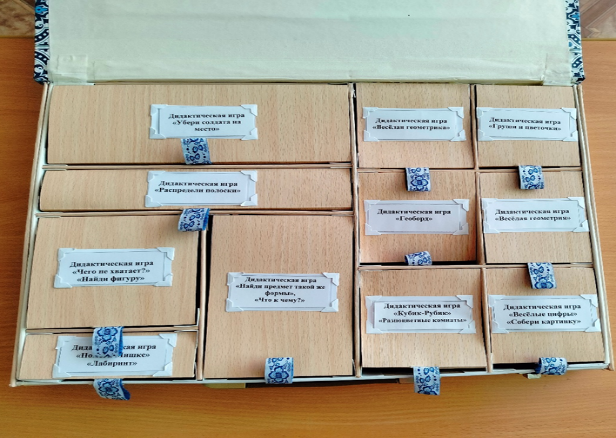 Дидактическая игра
«Убери солдата на
место»
Дидактическая игра
«Весёлая геометрика»
Дидактическая игра
«Груши и цветочки»
Дидактическая игра
«Распредели полоски»
Дидактическая игра
«Геоборд»
Дидактическая игра
«Весёлая геометрия»
Дидактическая игра
«Чего не хватает?»
«Найди фигуру»
Дидактическая игра
«Найди предмет такой же
формы»,
«Что к чему?»
Дидактическая игра
«Кубик-Рубик»
«Разноцветные комнаты»
Дидактическая игра
«Весёлые цифры»
«Собери картинку»
игра
«Лабиринт»